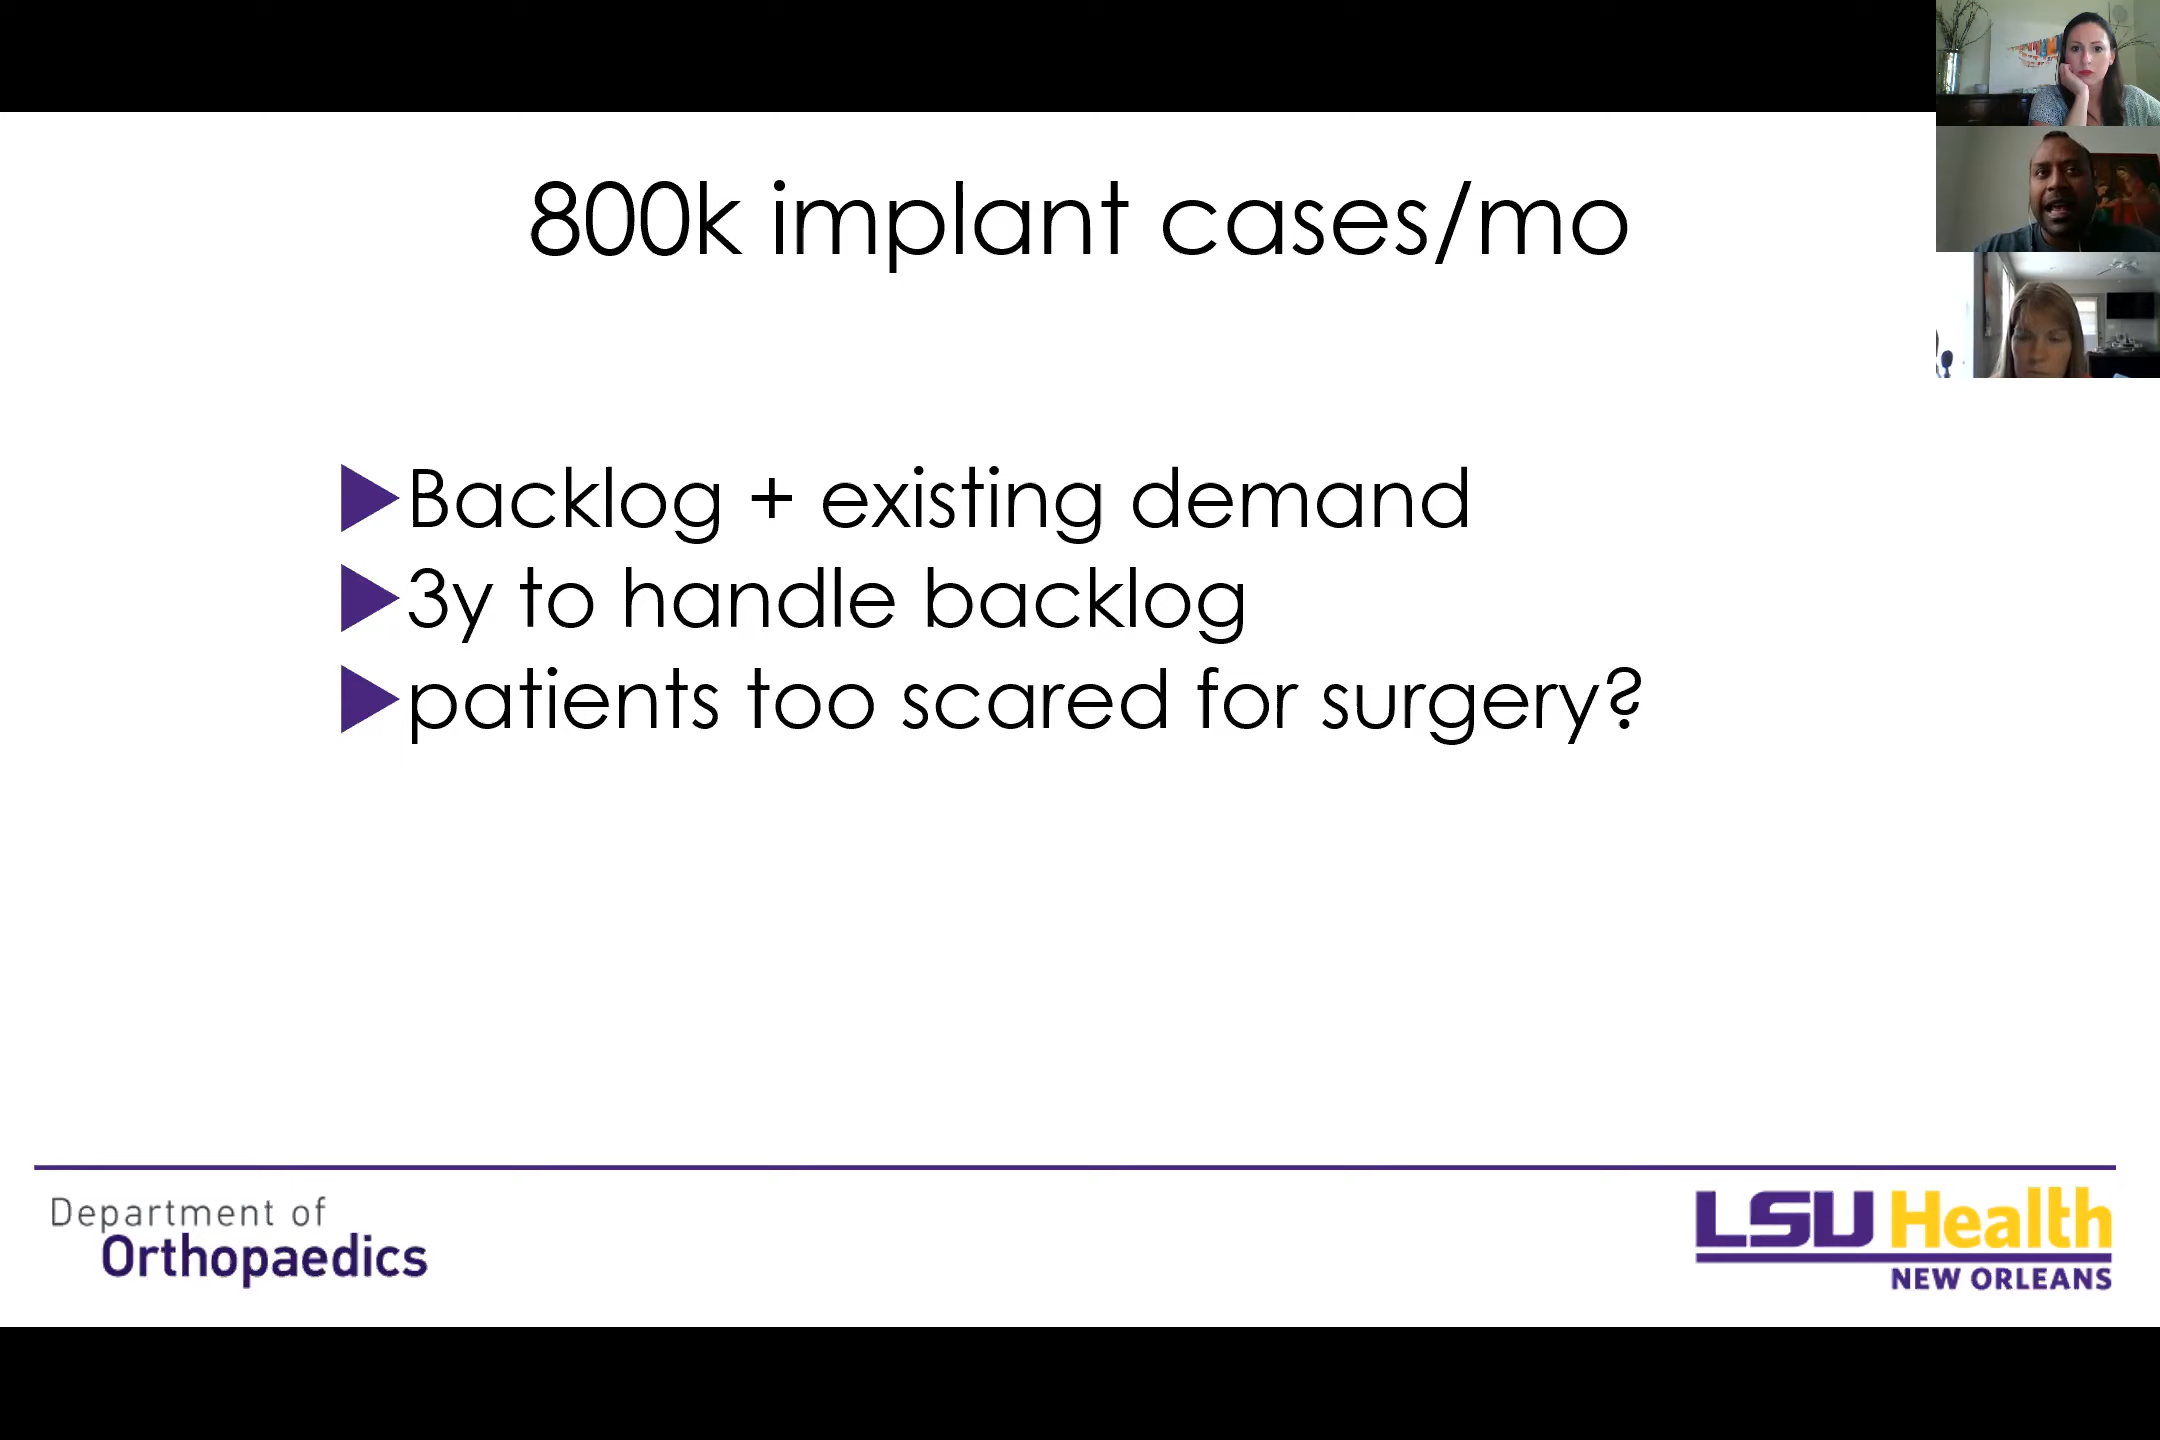 800k implant cases/mo
Backlog + existing demand
3y to handle backlog
patients too scared for surgery?
Department of
Orthopaedics
LSU Health
NEW ORLEANS